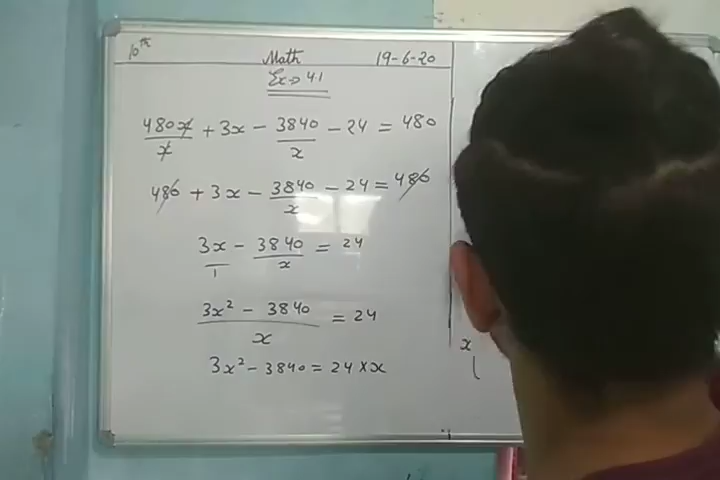 10th Math 19-6-20
Ex→ 4.1
480x/x + 3x - 3840/x - 24 = 480
480 + 3x - 3840/x - 24 = 480
3x/1 - 3840/x = 24
3x² - 3840/x = 24
3x² - 3840 = 24 × x
x